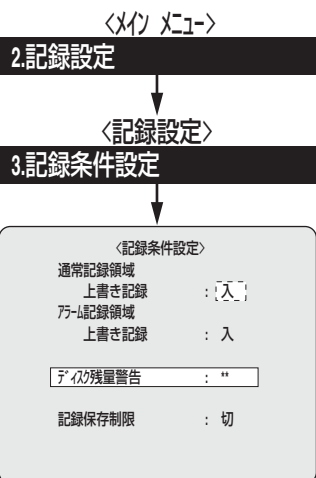 〈メイン メニュー〉
2.記録設定
〈記録設定〉
3.記録条件設定
〈記録条件設定〉
通常記録領域
上書き記録 : 入
アラーム記録領域
上書き記録 : 入
ディスク残量警告 : **
記録保存制限 : 切